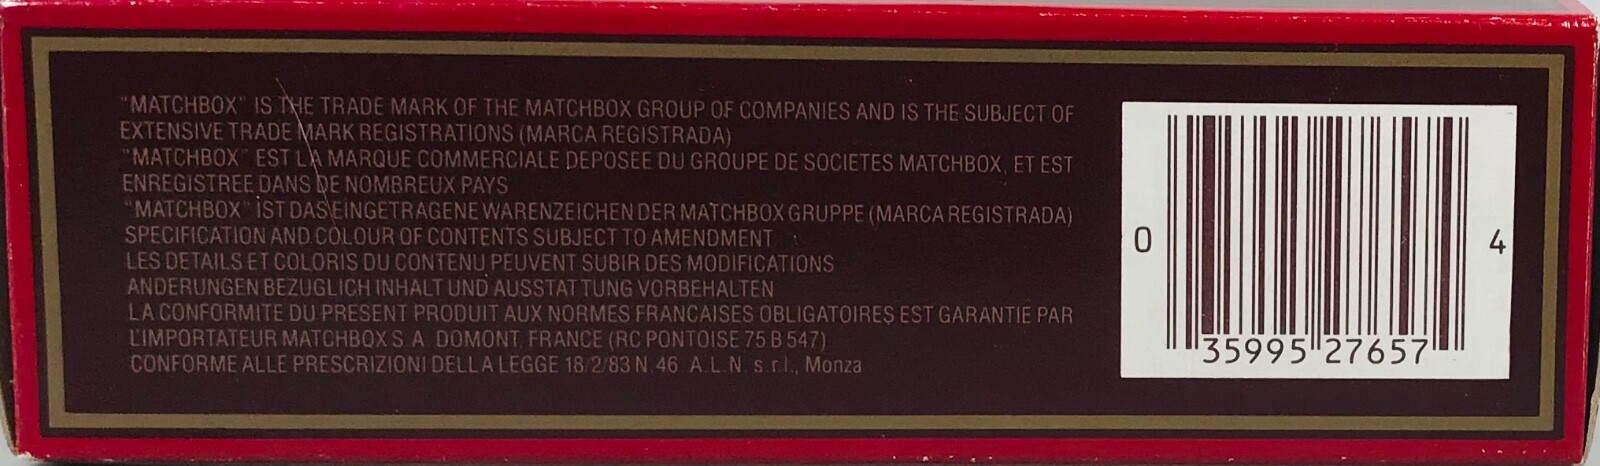 "MATCHBOX" IS THE TRADE MARK OF THE MATCHBOX GROUP OF COMPANIES AND IS THE SUBJECT OF
EXTENSIVE TRADE MARK REGISTRATIONS (MARCA REGISTRADA)
"MATCHBOX" EST LA MARQUE COMMERCIALE DEPOSEE DU GROUPE DE SOCIETES MATCHBOX, ET EST
ENREGISTREE DANS DE NOMBREUX PAYS
"MATCHBOX" IST DAS EINGETRAGENE WARENZEICHEN DER MATCHBOX GRUPPE (MARCA REGISTRADA)
SPECIFICATION AND COLOUR OF CONTENTS SUBJECT TO AMENDMENT
LES DETAILS ET COLORIS DU CONTENU PEUVENT SUBIR DES MODIFICATIONS
ANDERUNGEN BEZUGLICH INHALT UND AUSSTATTUNG VORBEHALTEN
LA CONFORMITE DU PRESENT PRODUIT AUX NORMES FRANCAISES OBLIGATOIRES EST GARANTIE PAR
L'IMPORTATEUR MATCHBOX S.A. DOMONT, FRANCE (RC PONTOISE 75 B 547)
CONFORME ALLE PRESCRIZIONI DELLA LEGGE 18/2/83 N.46 A.L.N. s.r.l., Monza
0 35995 27657 4